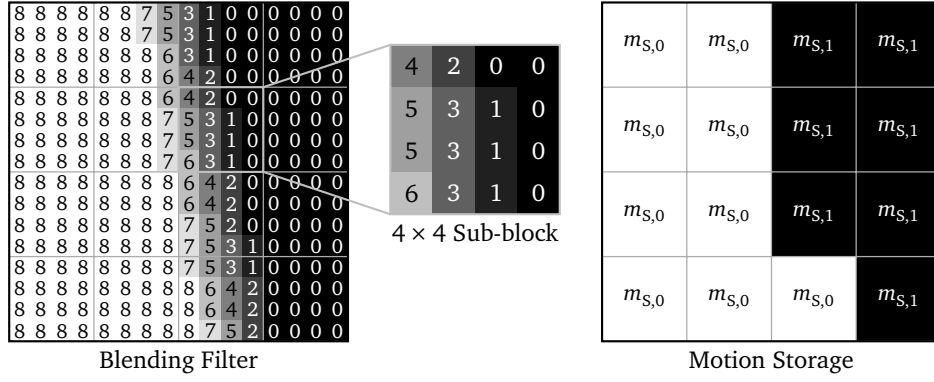 8 8 8 8 8 8 7 5 3 1 0 0 0 0 0 0
8 8 8 8 8 8 7 5 3 1 0 0 0 0 0 0
8 8 8 8 8 8 8 6 3 1 0 0 0 0 0 0
8 8 8 8 8 8 8 6 4 2 0 0 0 0 0 0
8 8 8 8 8 8 8 6 4 2 0 0 0 0 0 0
8 8 8 8 8 8 8 7 5 3 1 0 0 0 0 0
8 8 8 8 8 8 8 7 5 3 1 0 0 0 0 0
8 8 8 8 8 8 8 7 6 3 1 0 0 0 0 0
8 8 8 8 8 8 8 8 6 4 2 0 0 0 0 0
8 8 8 8 8 8 8 8 6 4 2 0 0 0 0 0
8 8 8 8 8 8 8 8 7 5 2 0 0 0 0 0
8 8 8 8 8 8 8 8 7 5 3 1 0 0 0 0
8 8 8 8 8 8 8 8 7 5 3 1 0 0 0 0
8 8 8 8 8 8 8 8 8 6 4 2 0 0 0 0
8 8 8 8 8 8 8 8 8 6 4 2 0 0 0 0
8 8 8 8 8 8 8 8 8 7 5 2 0 0 0 0
Blending Filter
4 2 0 0
5 3 1 0
5 3 1 0
6 3 1 0
4 × 4 Sub-block
m_S,0 m_S,0 m_S,1 m_S,1
m_S,0 m_S,0 m_S,1 m_S,1
m_S,0 m_S,0 m_S,1 m_S,1
m_S,0 m_S,0 m_S,0 m_S,1
Motion Storage